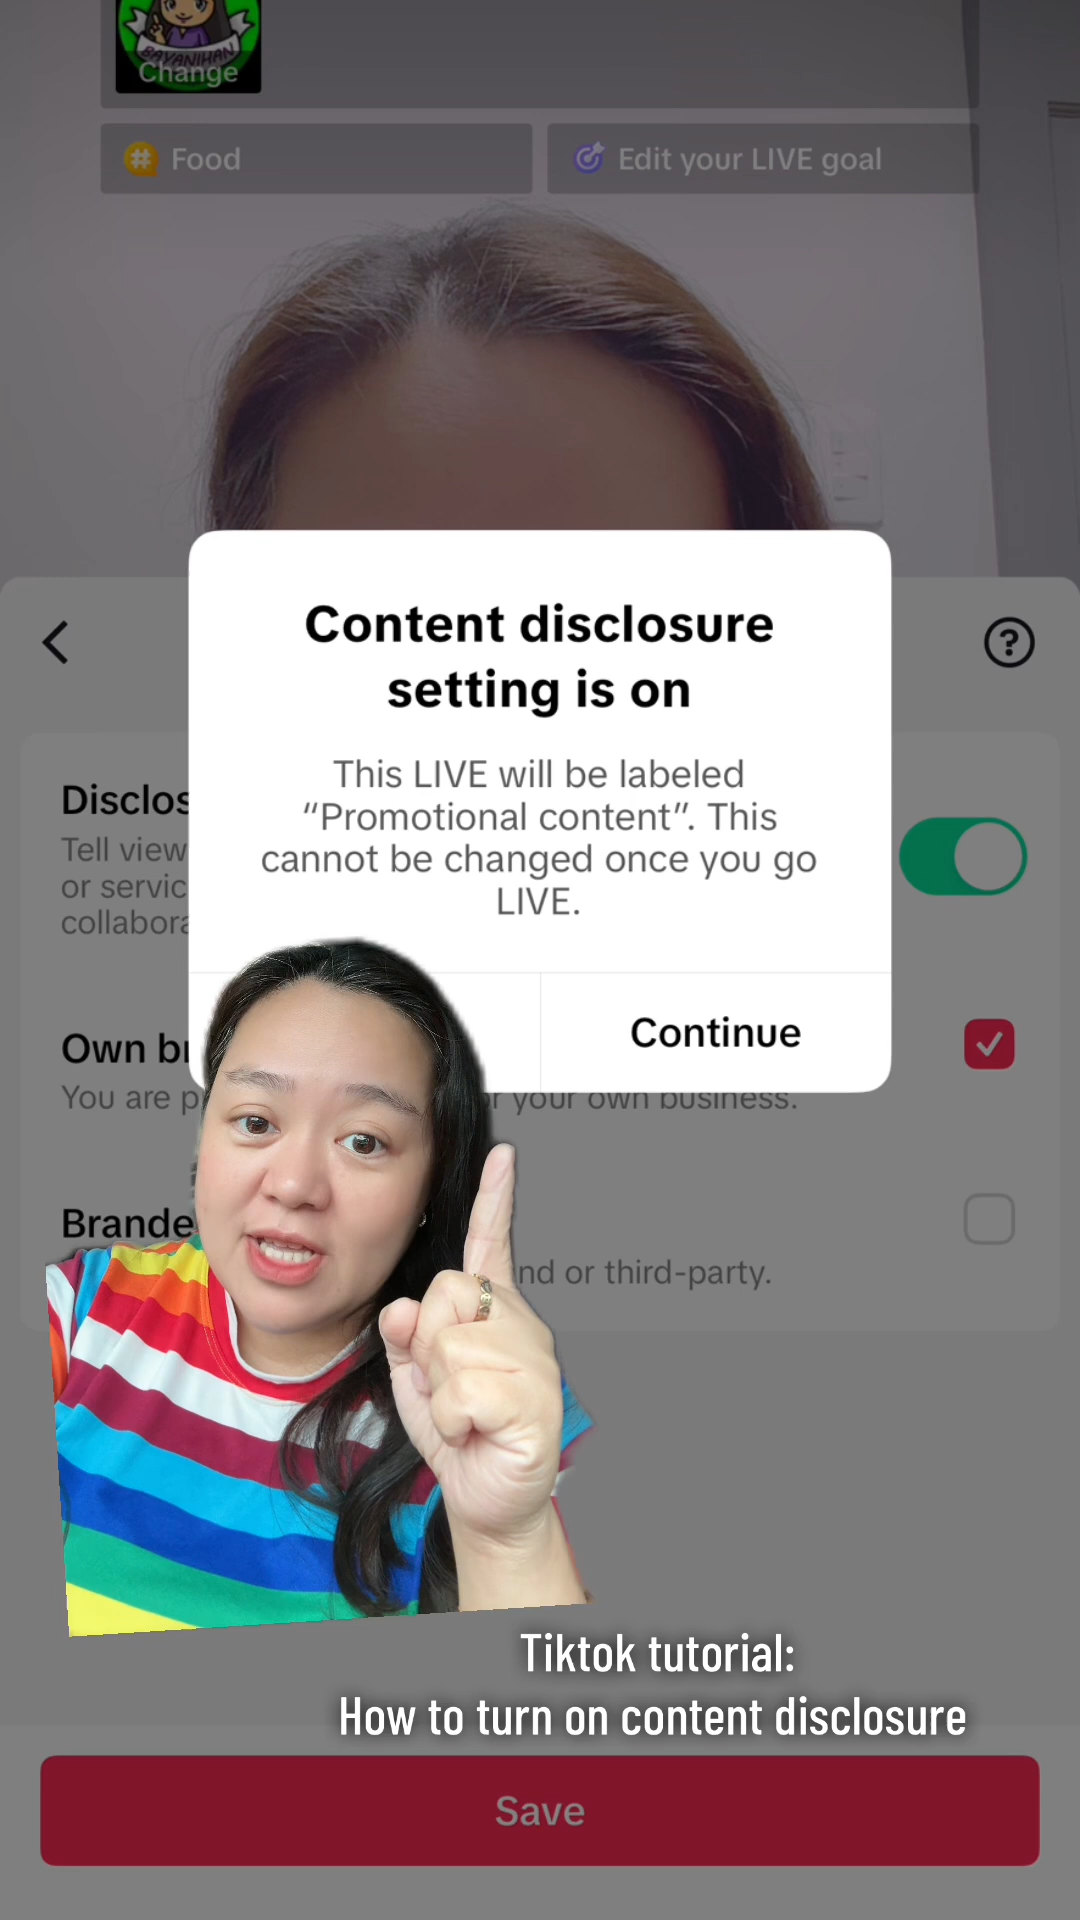 BAYANIHAN
Change
Food
Edit your LIVE goal
Content disclosure
setting is on
This LIVE will be labeled
“Promotional content”. This
cannot be changed once you go
LIVE.
Continue
Disclos
Tell view
or servic
collabora
Own b
You are p
r your own business.
Brande
nd or third-party.
Tiktok tutorial:
How to turn on content disclosure
Save